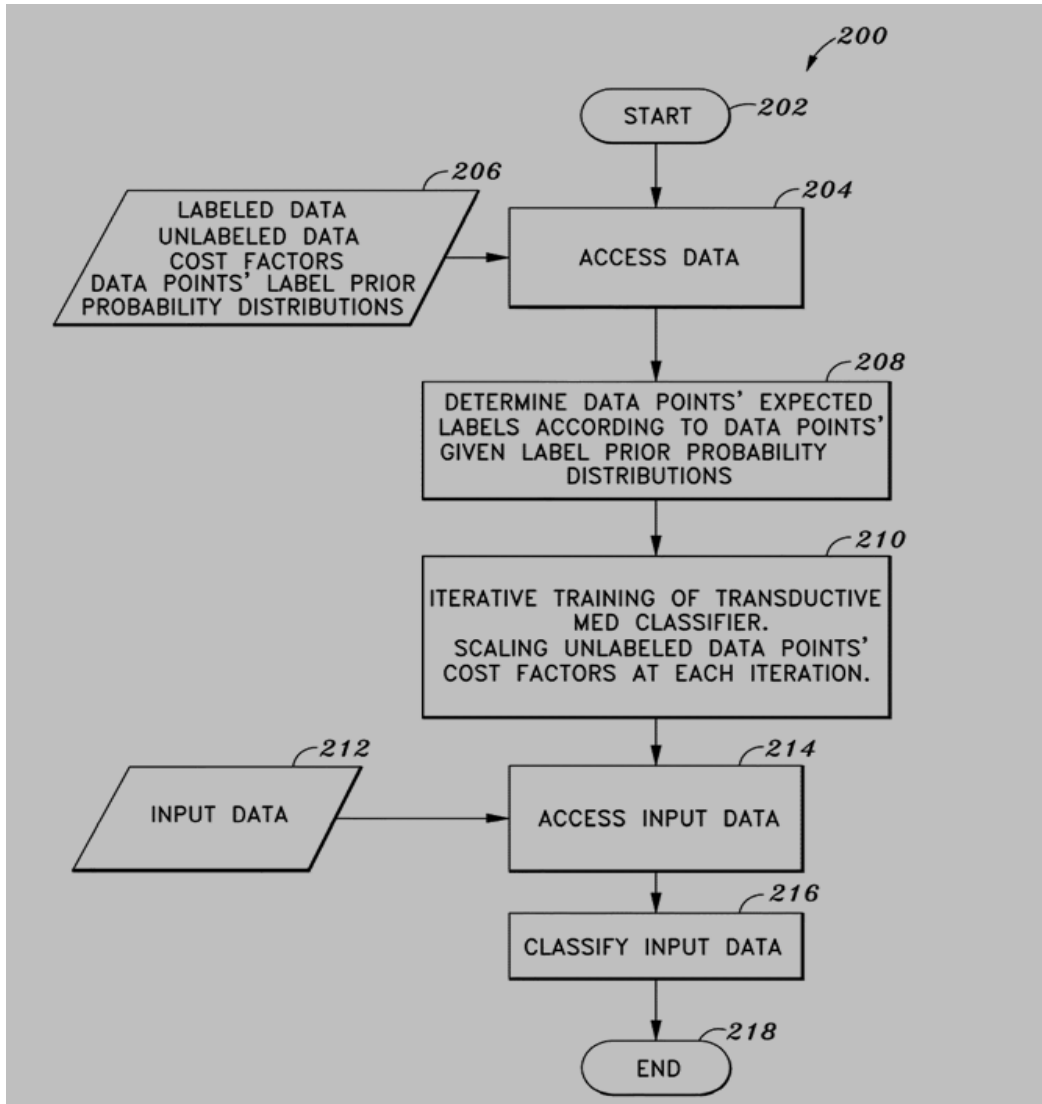 200
START
202
206
LABELED DATA
UNLABELED DATA
COST FACTORS
DATA POINTS' LABEL PRIOR
PROBABILITY DISTRIBUTIONS
204
ACCESS DATA
208
DETERMINE DATA POINTS' EXPECTED
LABELS ACCORDING TO DATA POINTS'
GIVEN LABEL PRIOR PROBABILITY
DISTRIBUTIONS
210
ITERATIVE TRAINING OF TRANSDUCTIVE
MED CLASSIFIER.
SCALING UNLABELED DATA POINTS'
COST FACTORS AT EACH ITERATION.
212
INPUT DATA
214
ACCESS INPUT DATA
216
CLASSIFY INPUT DATA
218
END